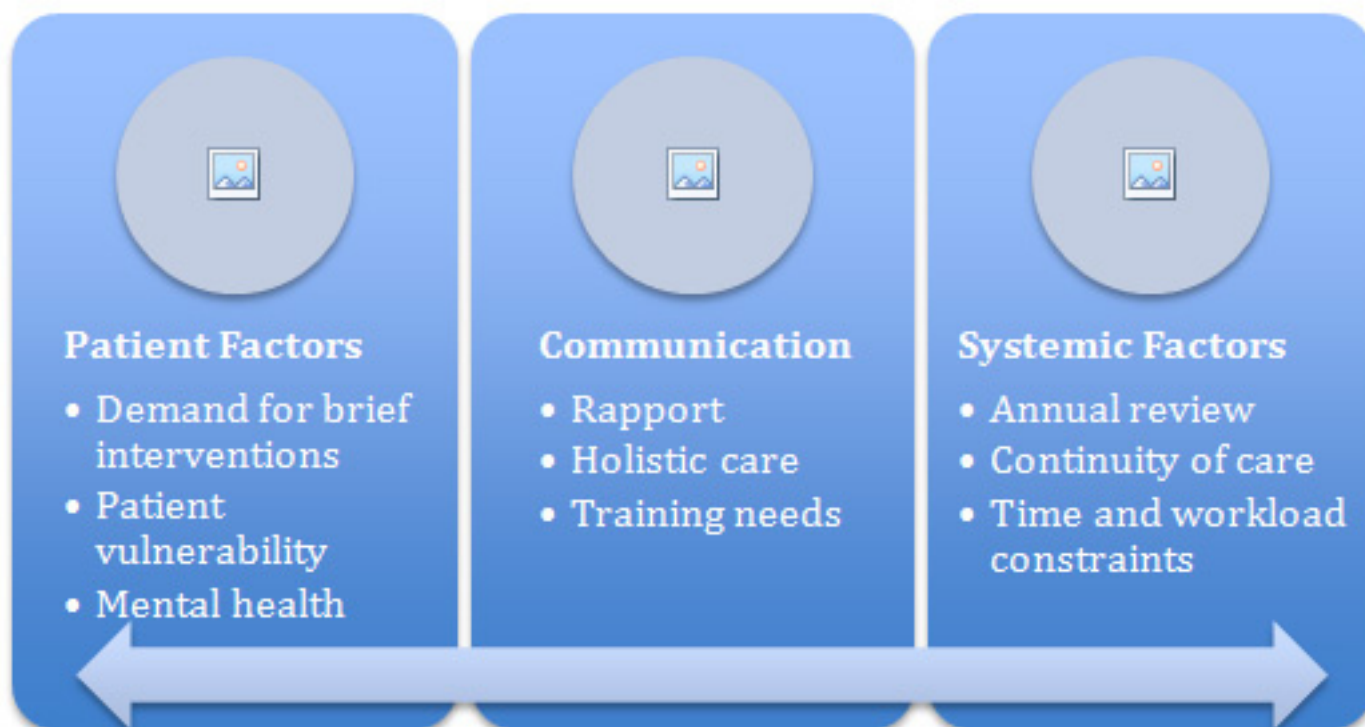 Patient Factors
• Demand for brief
interventions
• Patient
vulnerability
• Mental health
Communication
• Rapport
• Holistic care
• Training needs
Systemic Factors
• Annual review
• Continuity of care
• Time and workload
constraints